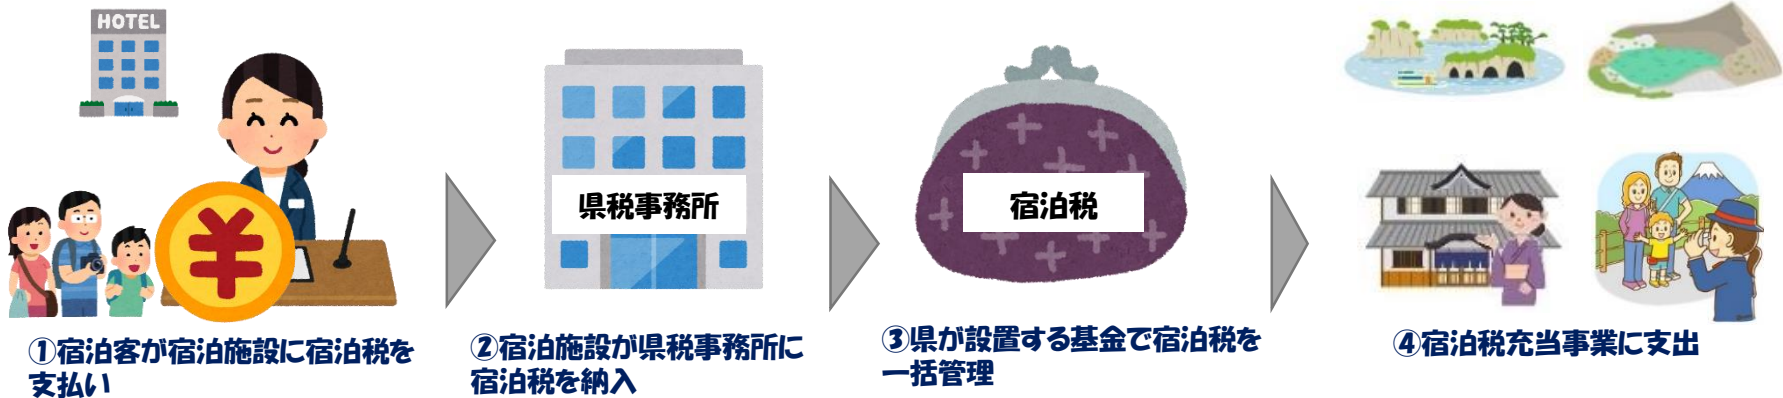 HOTEL
¥
①宿泊客が宿泊施設に宿泊税を
支払い
県税事務所
②宿泊施設が県税事務所に
宿泊税を納入
宿泊税
③県が設置する基金で宿泊税を
一括管理
④宿泊税充当事業に支出